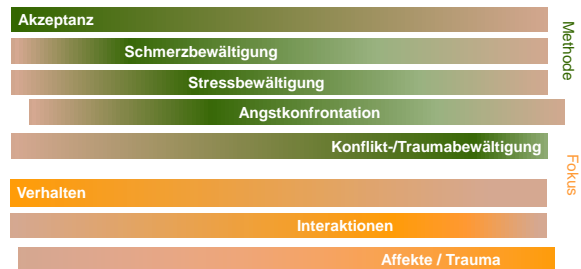 Akzeptanz
Schmerzbewältigung
Stressbewältigung
Angstkonfrontation
Konflikt-/Traumabewältigung
Methode
Verhalten
Interaktionen
Affekte / Trauma
Fokus